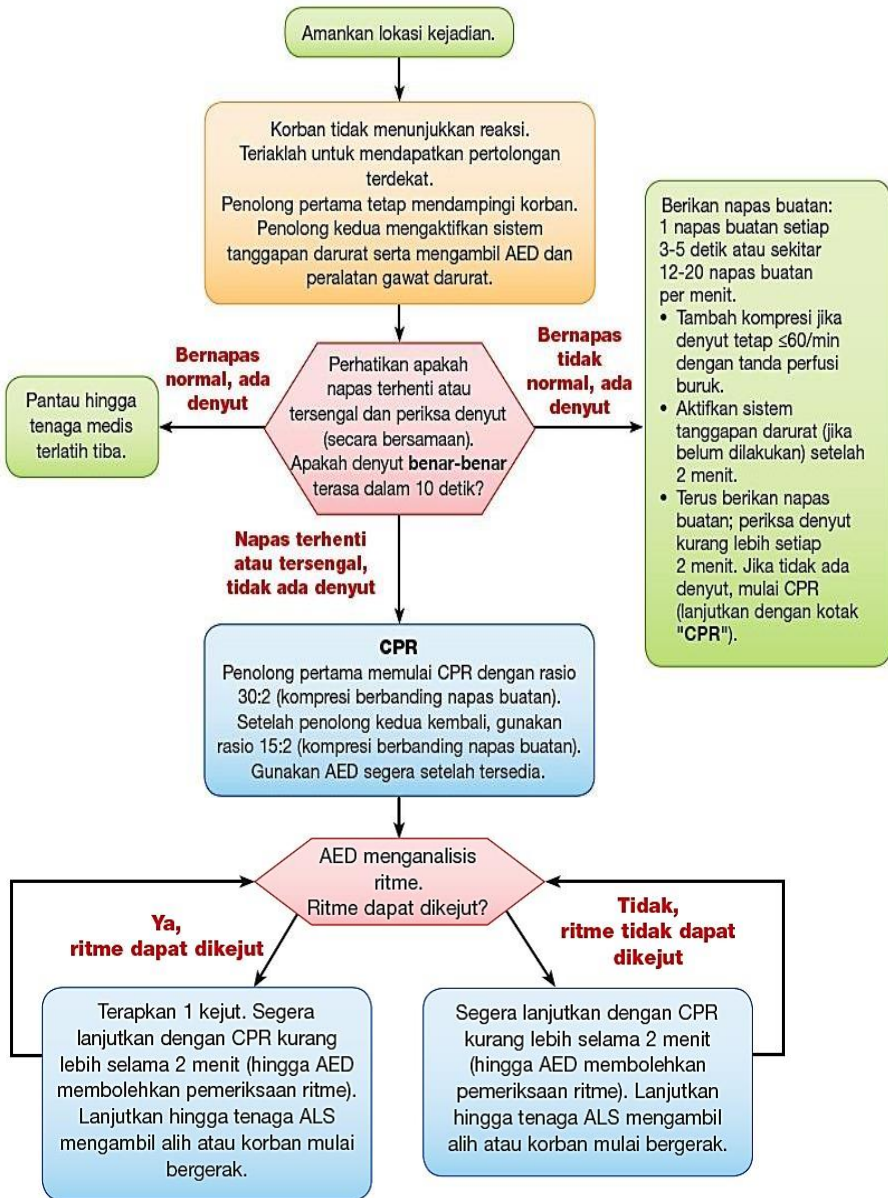 Amankan lokasi kejadian.
Korban tidak menunjukkan reaksi.
Teriaklah untuk mendapatkan pertolongan
terdekat.
Penolong pertama tetap mendampingi korban.
Penolong kedua mengaktifkan sistem
tanggapan darurat serta mengambil AED dan
peralatan gawat darurat.
Bernapas
normal, ada
denyut
Pantau hingga
tenaga medis
terlatih tiba.
Perhatikan apakah
napas terhenti atau
tersengal dan periksa denyut
(secara bersamaan).
Apakah denyut benar-benar
terasa dalam 10 detik?
Bernapas
tidak
normal, ada
denyut
Berikan napas buatan:
1 napas buatan setiap
3-5 detik atau sekitar
12-20 napas buatan
per menit.
• Tambah kompresi jika
denyut tetap ≤60/min
dengan tanda perfusi
buruk.
• Aktifkan sistem
tanggapan darurat (jika
belum dilakukan) setelah
2 menit.
• Terus berikan napas
buatan; periksa denyut
kurang lebih setiap
2 menit. Jika tidak ada
denyut, mulai CPR
(lanjutkan dengan kotak
"CPR").
Napas terhenti
atau tersengal,
tidak ada denyut
CPR
Penolong pertama memulai CPR dengan rasio
30:2 (kompresi berbanding napas buatan).
Setelah penolong kedua kembali, gunakan
rasio 15:2 (kompresi berbanding napas buatan).
Gunakan AED segera setelah tersedia.
AED menganalisis
ritme.
Ritme dapat dikejut?
Ya,
ritme dapat dikejut
Tidak,
ritme tidak dapat
dikejut
Terapkan 1 kejut. Segera
lanjutkan dengan CPR kurang
lebih selama 2 menit (hingga AED
membolehkan pemeriksaan ritme).
Lanjutkan hingga tenaga ALS
mengambil alih atau korban mulai
bergerak.
Segera lanjutkan dengan CPR
kurang lebih selama 2 menit
(hingga AED membolehkan
pemeriksaan ritme). Lanjutkan
hingga tenaga ALS mengambil
alih atau korban mulai bergerak.